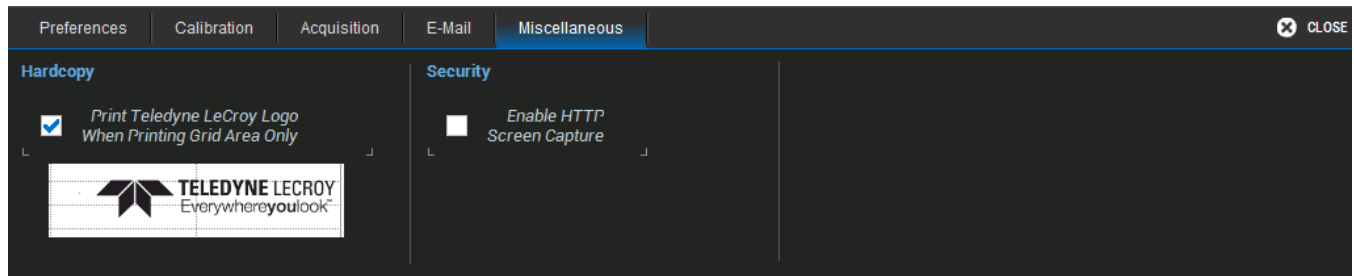 Preferences
Calibration
Acquisition
E-Mail
Miscellaneous
CLOSE
Hardcopy
Print Teledyne LeCroy Logo
When Printing Grid Area Only
TELEDYNE LECROY
Everywhereyoulook™
Security
Enable HTTP
Screen Capture